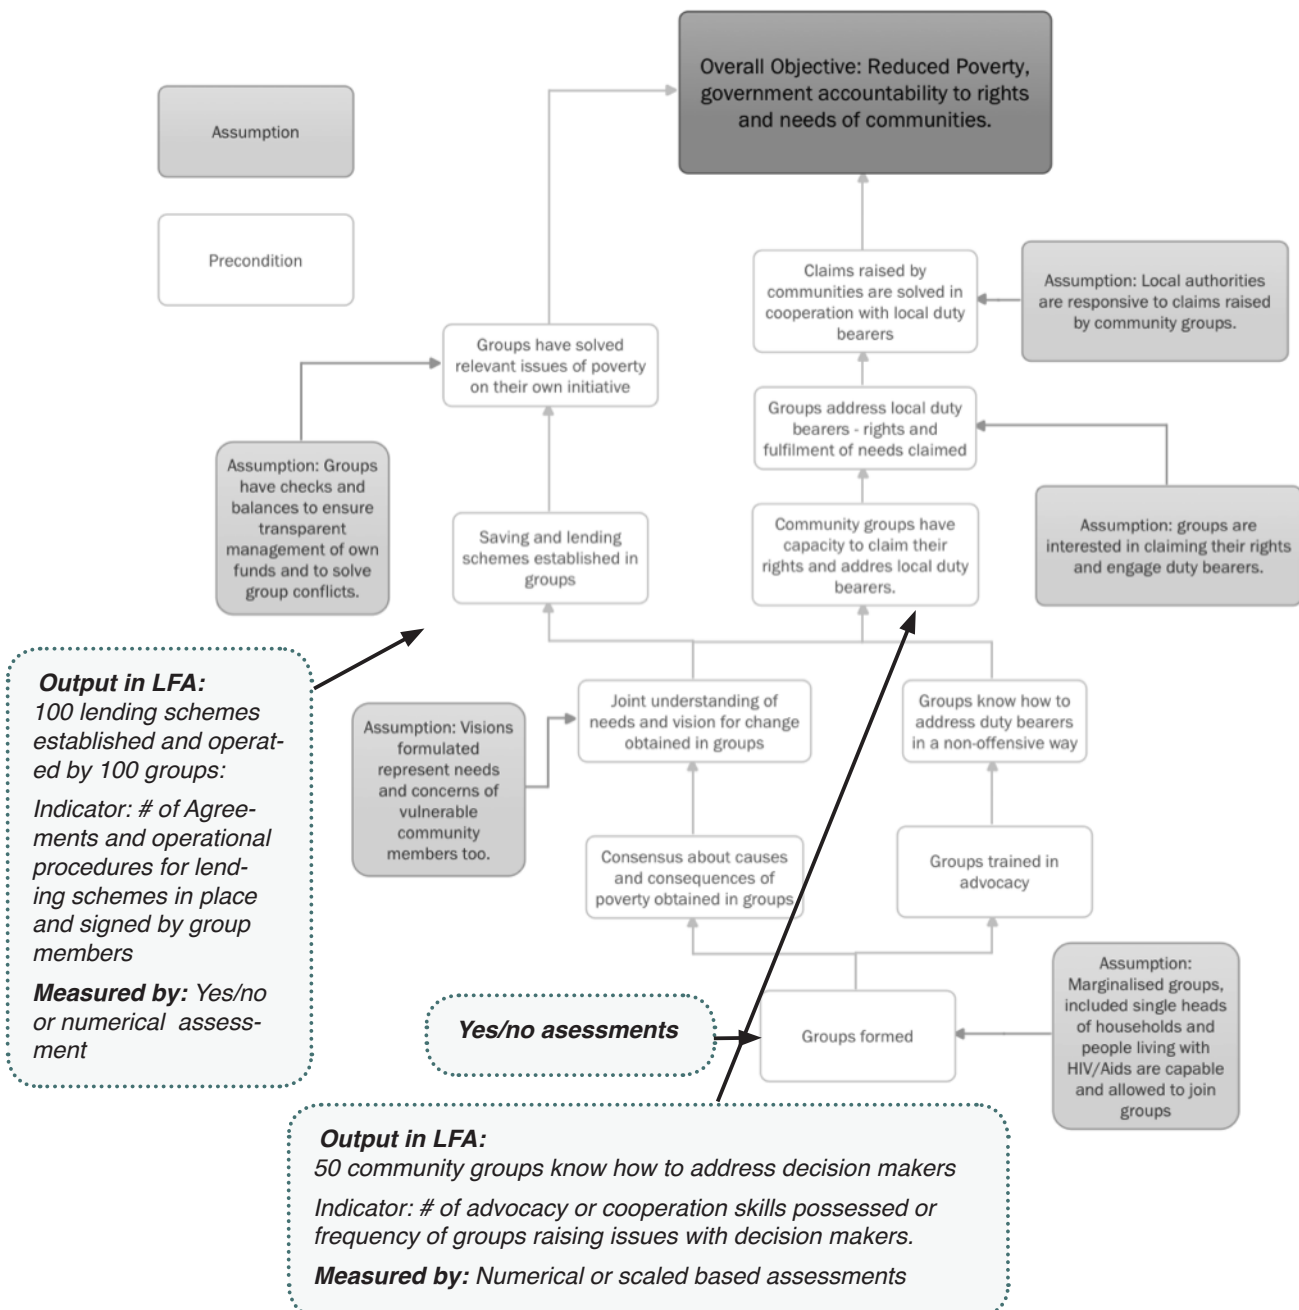 Overall Objective: Reduced Poverty,
government accountability to rights
and needs of communities.
Assumption
Precondition
Claims raised by
communities are solved in
cooperation with local duty
bearers
Assumption: Local authorities
are responsive to claims raised
by community groups.
Groups have solved
relevant issues of poverty
on their own initiative
Groups address local duty
bearers - rights and
fulfilment of needs claimed
Assumption: Groups
have checks and
balances to ensure
transparent
management of own
funds and to solve
group conflicts.
Saving and lending
schemes established in
groups
Community groups have
capacity to claim their
rights and addres local duty
bearers.
Assumption: groups are
interested in claiming their rights
and engage duty bearers.
Output in LFA:
100 lending schemes
established and operat-
ed by 100 groups:
Indicator: # of Agree-
ments and operational
procedures for lend-
ing schemes in place
and signed by group
members
Measured by: Yes/no
or numerical assess-
ment
Assumption: Visions
formulated
represent needs
and concerns of
vulnerable
community
members too.
Joint understanding of
needs and vision for change
obtained in groups
Groups know how to
address duty bearers
in a non-offensive way
Consensus about causes
and consequences of
poverty obtained in groups
Groups trained in
advocacy
Yes/no asessments
Groups formed
Assumption:
Marginalised groups,
included single heads
of households and
people living with
HIV/Aids are capable
and allowed to join
groups
Output in LFA:
50 community groups know how to address decision makers
Indicator: # of advocacy or cooperation skills possessed or
frequency of groups raising issues with decision makers.
Measured by: Numerical or scaled based assessments